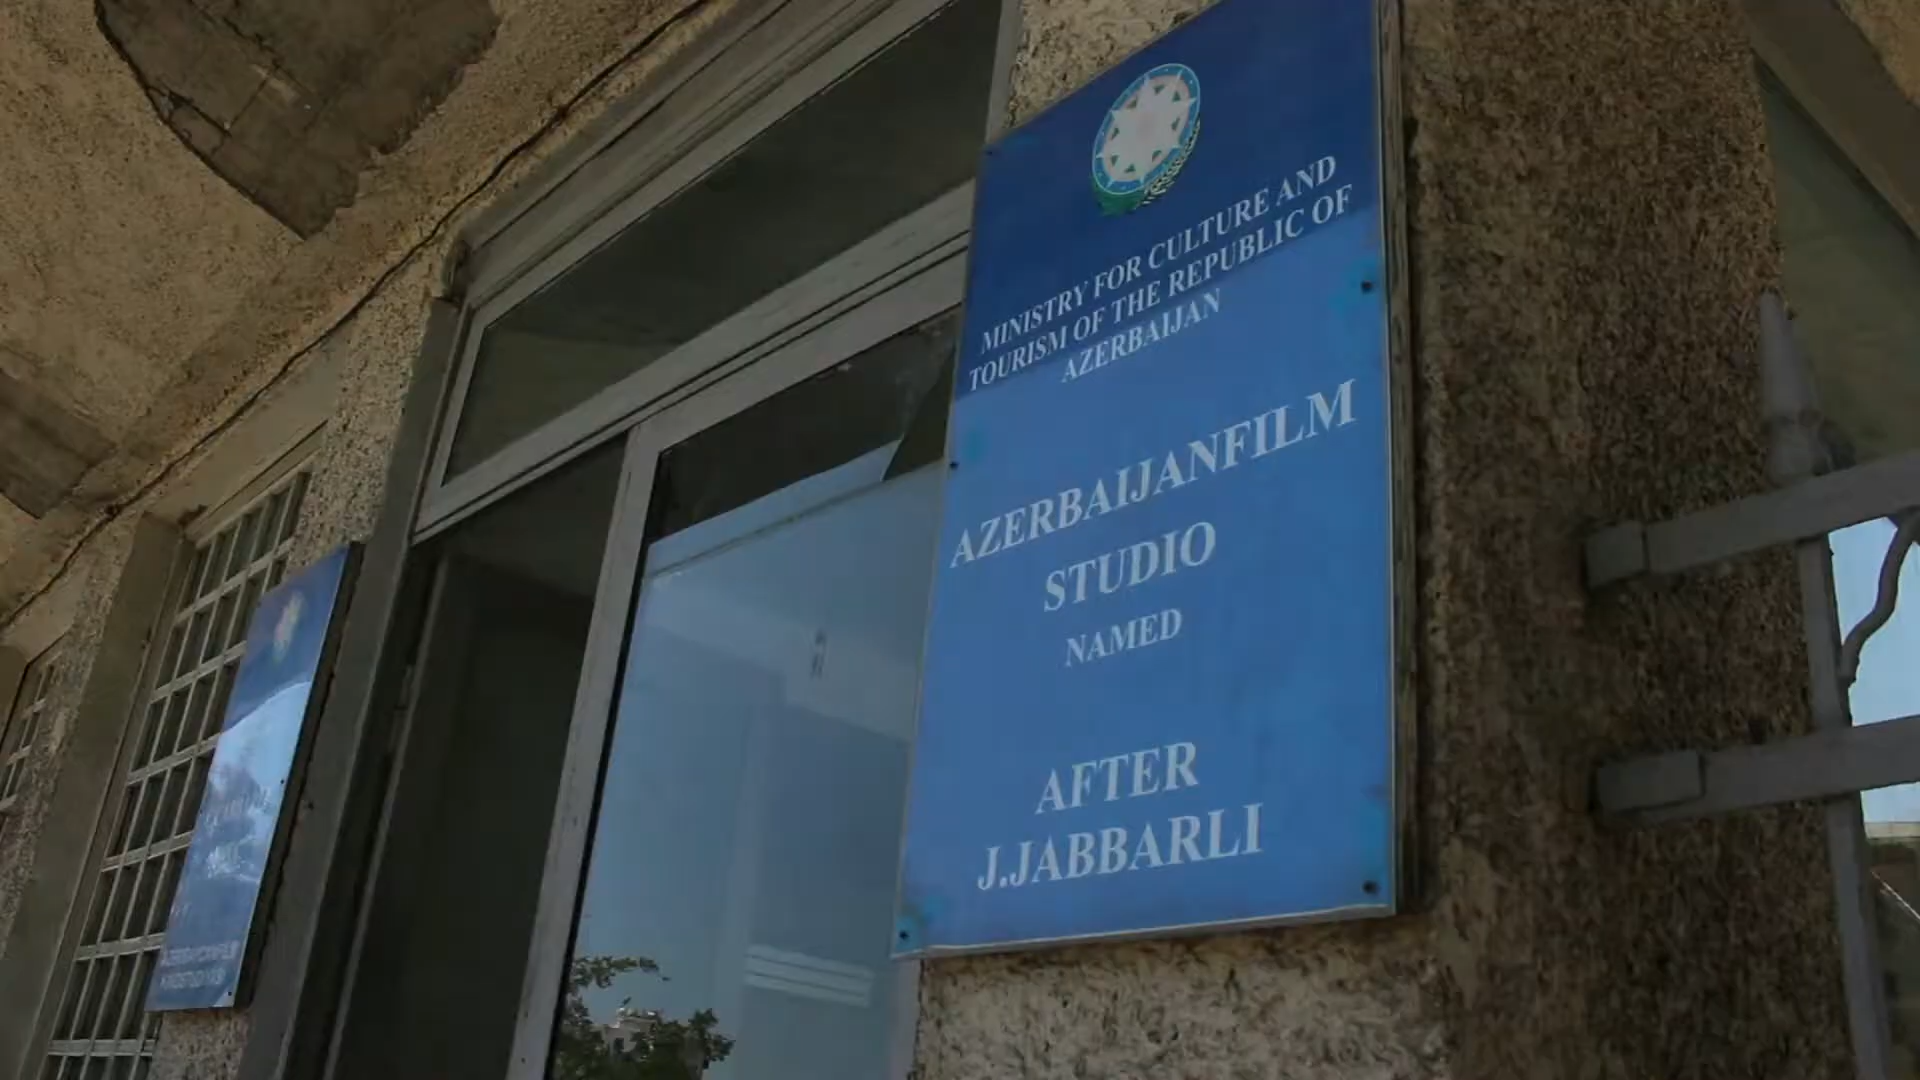 MINISTRY FOR CULTURE AND
TOURISM OF THE REPUBLIC OF
AZERBAIJAN
AZERBAIJANFILM
STUDIO
NAMED
AFTER
J.JABBARLI